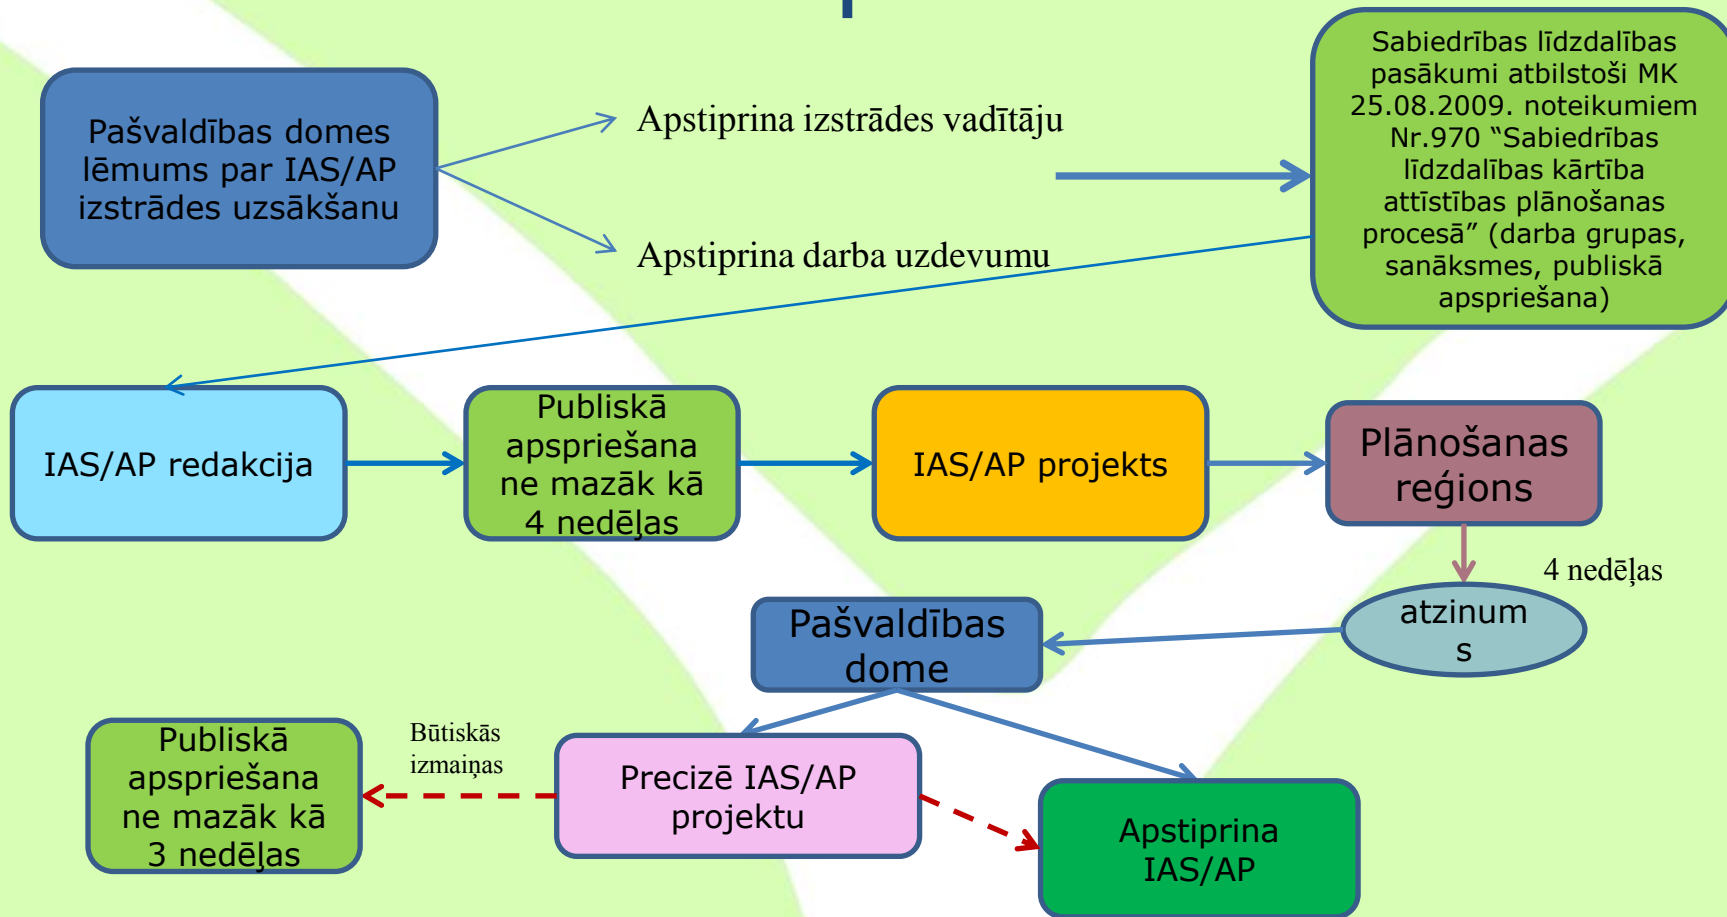 Pašvaldības domes
lēmums par IAS/AP
izstrādes uzsākšanu
Apstiprina izstrādes vadītāju
Apstiprina darba uzdevumu
Sabiedrības līdzdalības
pasākumi atbilstoši MK
25.08.2009. noteikumiem
Nr.970 “Sabiedrības
līdzdalības kārtība
attīstības plānošanas
procesā” (darba grupas,
sanāksmes, publiskā
apspriešana)
IAS/AP redakcija
Publiskā
apspriešana
ne mazāk kā
4 nedēļas
IAS/AP projekts
Plānošanas
reģions
4 nedēļas
atzinum
s
Pašvaldības
dome
Publiskā
apspriešana
ne mazāk kā
3 nedēļas
Būtiskās
izmaiņas
Precizē IAS/AP
projektu
Apstiprina
IAS/AP